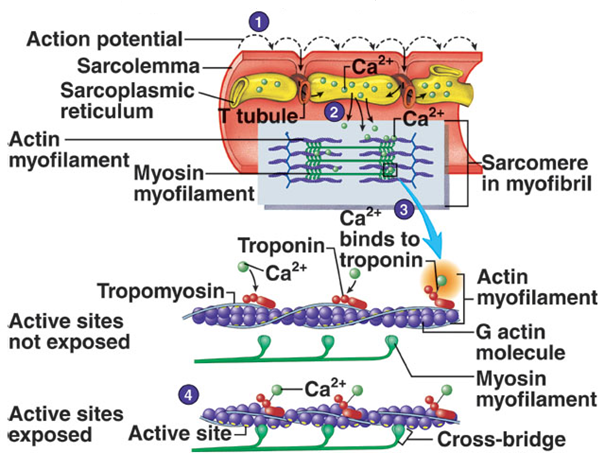 1
Action potential
Sarcolemma
Ca2+
Sarcoplasmic
reticulum
T tubule
2
Ca2+
Actin
myofilament
Myosin
myofilament
Sarcomere
in myofibril
3
Ca2+
binds to
troponin
Troponin
Ca2+
Tropomyosin
Actin
myofilament
Active sites
not exposed
G actin
molecule
Myosin
myofilament
4
Ca2+
Active sites
exposed
Active site
Cross-bridge